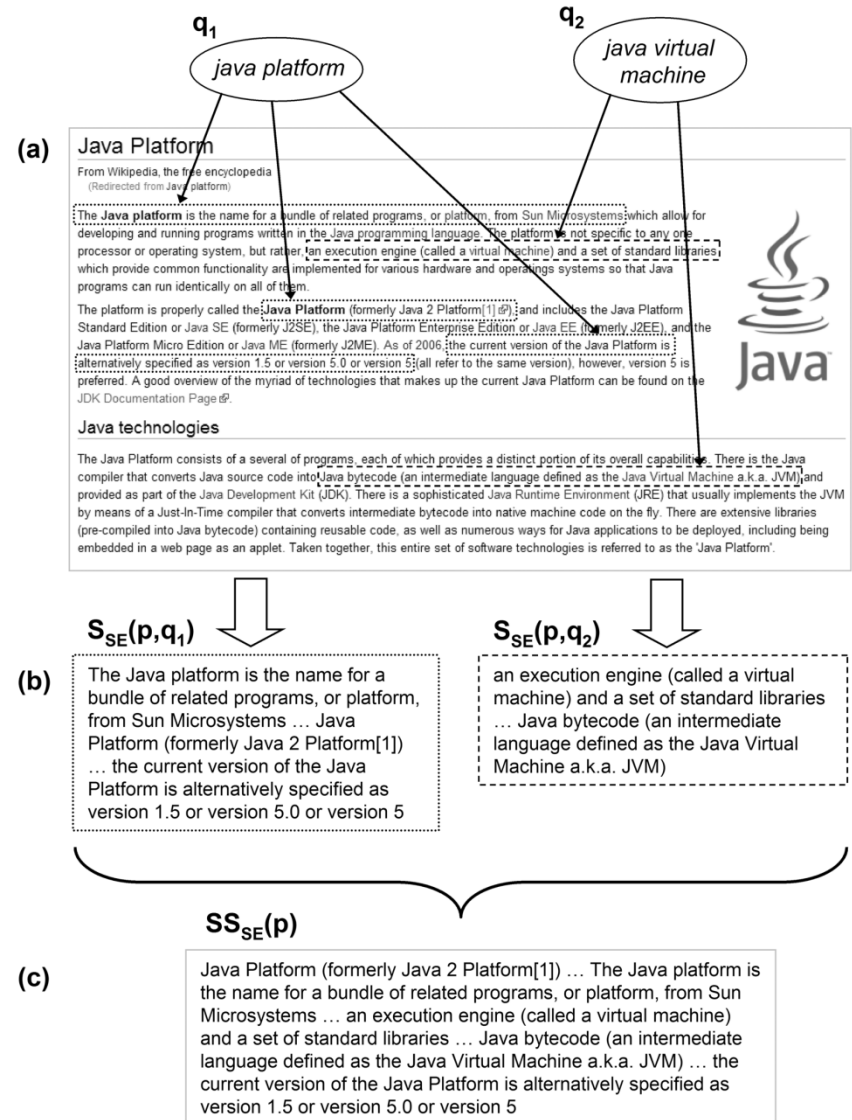 q1
q2
java platform
java virtual
machine
(a)
Java Platform
From Wikipedia, the free encyclopedia
(Redirected from Java platform)
The Java platform is the name for a bundle of related programs, or platform, from Sun Microsystems which allow for
developing and running programs written in the Java programming language. The platform is not specific to any one
processor or operating system, but rather, an execution engine (called a virtual machine) and a set of standard libraries
which provide common functionality are implemented for various hardware and operatings systems so that Java
programs can run identically on all of them.
The platform is properly called the Java Platform (formerly Java 2 Platform[1]), and includes the Java Platform
Standard Edition or Java SE (formerly J2SE), the Java Platform Enterprise Edition or Java EE (formerly J2EE), and the
Java Platform Micro Edition or Java ME (formerly J2ME). As of 2006, the current version of the Java Platform is
alternatively specified as version 1.5 or version 5.0 or version 5 (all refer to the same version), however, version 5 is
preferred. A good overview of the myriad of technologies that makes up the current Java Platform can be found on the
JDK Documentation Page.
Java
Java technologies
The Java Platform consists of a several of programs, each of which provides a distinct portion of its overall capabilities. There is the Java
compiler that converts Java source code into Java bytecode (an intermediate language defined as the Java Virtual Machine a.k.a. JVM) and
provided as part of the Java Development Kit (JDK). There is a sophisticated Java Runtime Environment (JRE) that usually implements the JVM
by means of a Just-In-Time compiler that converts intermediate bytecode into native machine code on the fly. There are extensive libraries
(pre-compiled into Java bytecode) containing reusable code, as well as numerous ways for Java applications to be deployed, including being
embedded in a web page as an applet. Taken together, this entire set of software technologies is referred to as the 'Java Platform'.
SSE(p,q1)
SSE(p,q2)
(b)
The Java platform is the name for a
bundle of related programs, or platform,
from Sun Microsystems … Java
Platform (formerly Java 2 Platform[1])
… the current version of the Java
Platform is alternatively specified as
version 1.5 or version 5.0 or version 5
an execution engine (called a virtual
machine) and a set of standard libraries
… Java bytecode (an intermediate
language defined as the Java Virtual
Machine a.k.a. JVM)
SSSE(p)
(c)
Java Platform (formerly Java 2 Platform[1]) … The Java platform is
the name for a bundle of related programs, or platform, from Sun
Microsystems … an execution engine (called a virtual machine)
and a set of standard libraries … Java bytecode (an intermediate
language defined as the Java Virtual Machine a.k.a. JVM) … the
current version of the Java Platform is alternatively specified as
version 1.5 or version 5.0 or version 5